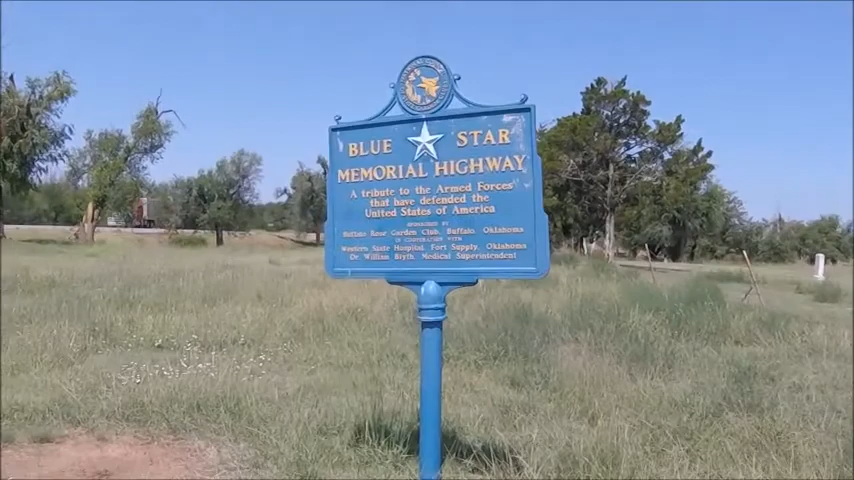 BLUE STAR
MEMORIAL HIGHWAY
A tribute to the Armed Forces
that have defended the
United States of America
SPONSORED BY
Buffalo Rose Garden Club, Buffalo, Oklahoma
IN COOPERATION WITH
Western State Hospital, Fort Supply, Oklahoma
Dr. William Blyth, Medical Superintendent